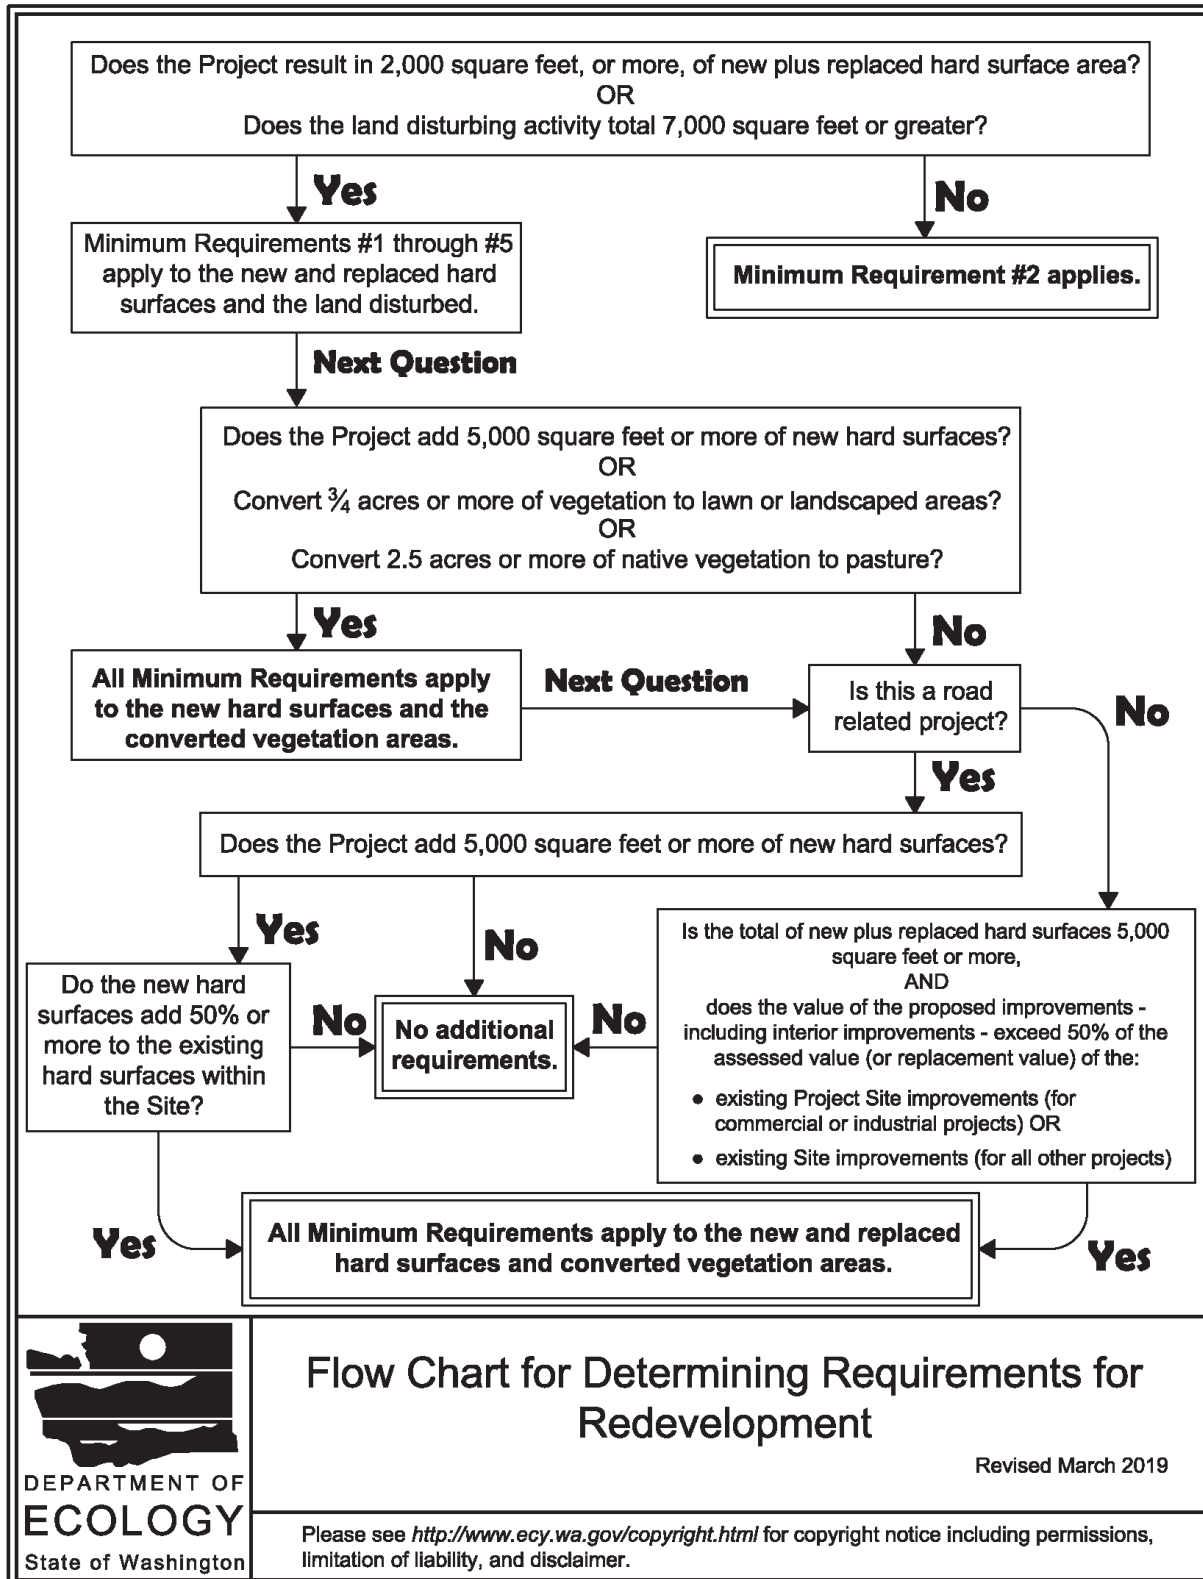 Does the Project result in 2,000 square feet, or more, of new plus replaced hard surface area?
OR
Does the land disturbing activity total 7,000 square feet or greater?
Yes
No
Minimum Requirements #1 through #5
apply to the new and replaced hard
surfaces and the land disturbed.
Minimum Requirement #2 applies.
Next Question
Does the Project add 5,000 square feet or more of new hard surfaces?
OR
Convert ¾ acres or more of vegetation to lawn or landscaped areas?
OR
Convert 2.5 acres or more of native vegetation to pasture?
Yes
No
All Minimum Requirements apply
to the new hard surfaces and the
converted vegetation areas.
Next Question
Is this a road
related project?
No
Yes
Does the Project add 5,000 square feet or more of new hard surfaces?
Yes
No
Do the new hard
surfaces add 50% or
more to the existing
hard surfaces within
the Site?
No
No additional
requirements.
No
Is the total of new plus replaced hard surfaces 5,000
square feet or more,
AND
does the value of the proposed improvements -
including interior improvements - exceed 50% of the
assessed value (or replacement value) of the:
• existing Project Site improvements (for
commercial or industrial projects) OR
• existing Site improvements (for all other projects)
Yes
All Minimum Requirements apply to the new and replaced
hard surfaces and converted vegetation areas.
Yes
DEPARTMENT OF
ECOLOGY
State of Washington
Flow Chart for Determining Requirements for
Redevelopment
Revised March 2019
Please see http://www.ecy.wa.gov/copyright.html for copyright notice including permissions,
limitation of liability, and disclaimer.